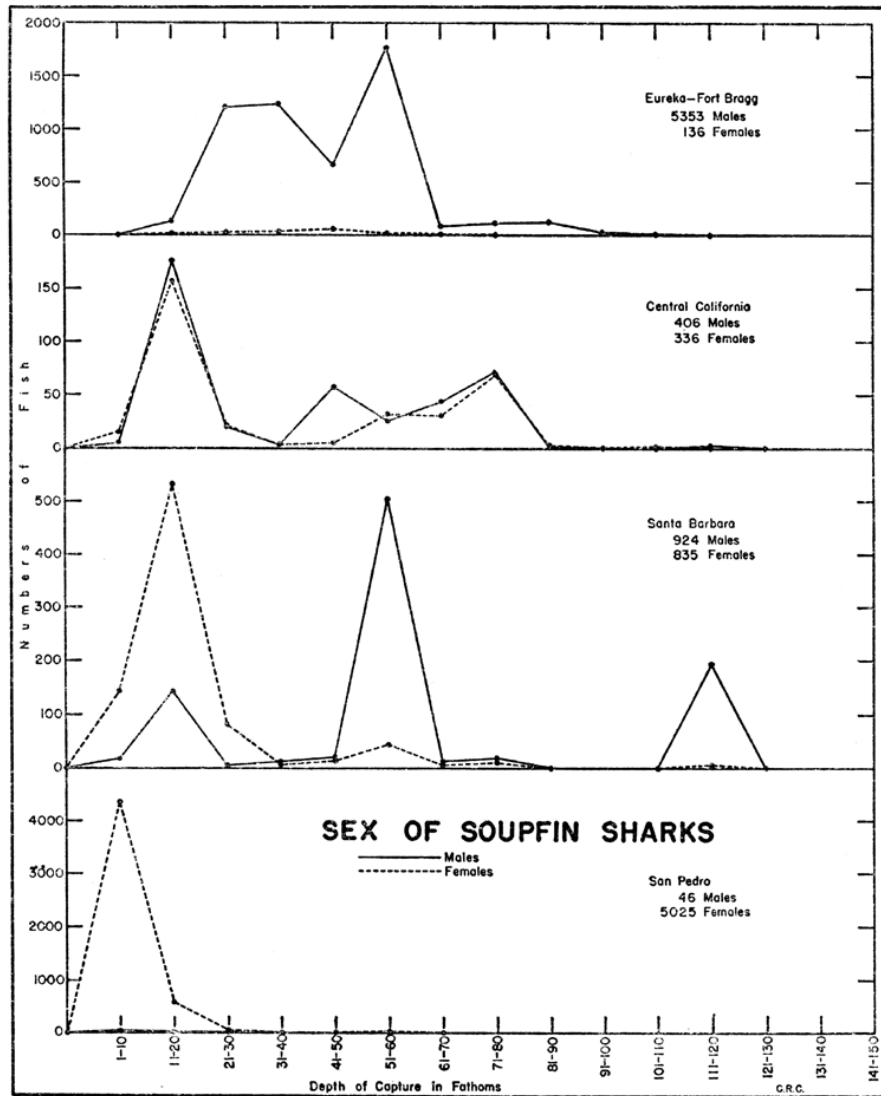 2000
1500
1000
500
0
Eureka—Fort Bragg
5353 Males
136 Females
150
100
50
0
Central California
406 Males
336 Females
Numbers of Fish
500
400
300
200
100
0
Santa Barbara
924 Males
835 Females
4000
3000
2000
1000
0
SEX OF SOUPFIN SHARKS
Males
Females
San Pedro
46 Males
5025 Females
1-10
11-20
21-30
31-40
41-50
51-60
61-70
71-80
81-90
91-100
101-110
111-120
121-130
131-140
141-150
Depth of Capture in Fathoms
C.R.C.